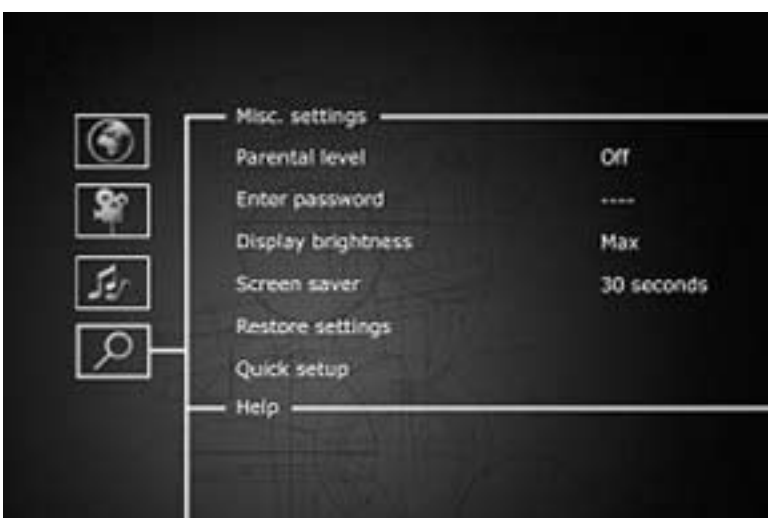 Misc. settings
Parental level Off
Enter password ----
Display brightness Max
Screen saver 30 seconds
Restore settings
Quick setup
Help